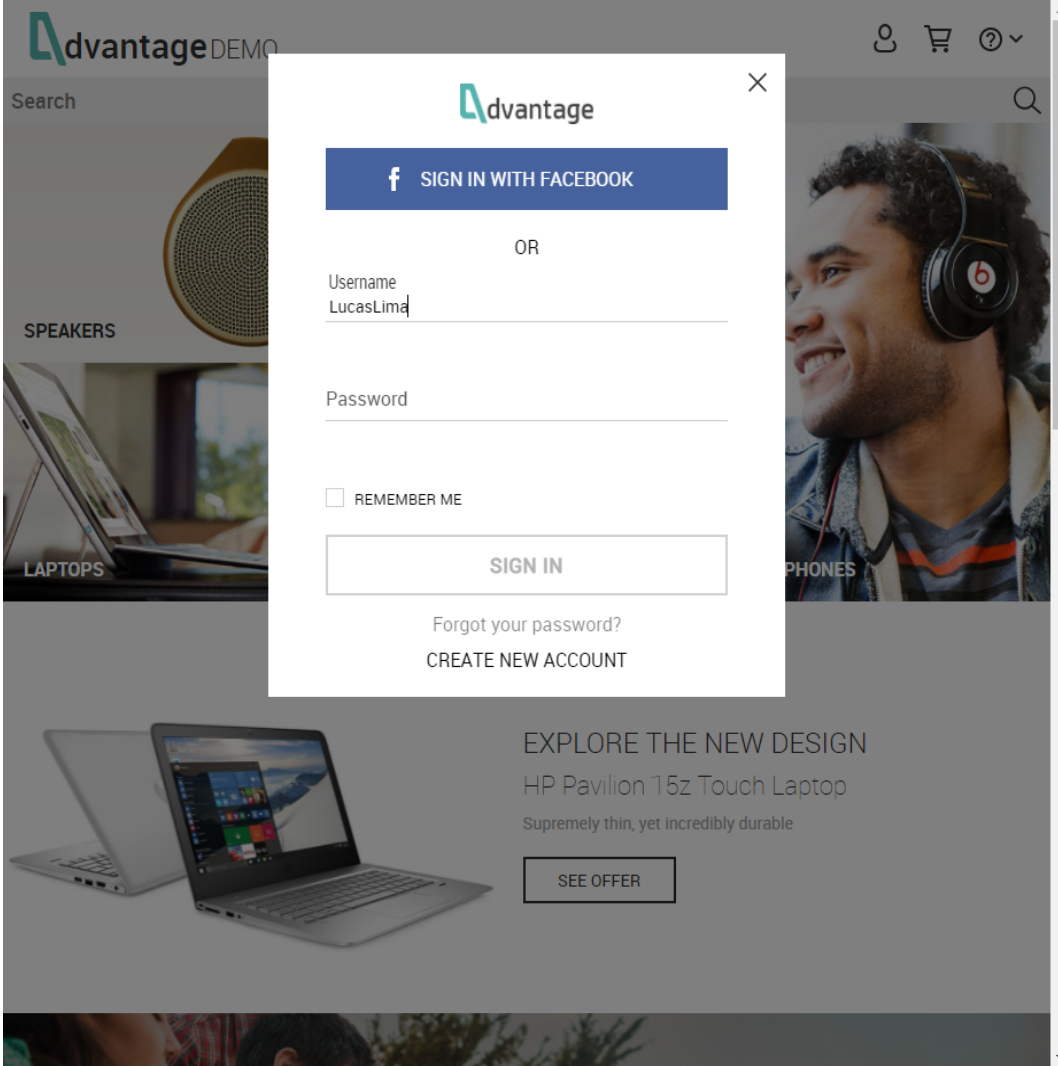 dvantage DEMO
Search
dvantage
SIGN IN WITH FACEBOOK
OR
Username
LucasLima
SPEAKERS
Password
REMEMBER ME
SIGN IN
LAPTOPS
PHONES
Forgot your password?
CREATE NEW ACCOUNT
EXPLORE THE NEW DESIGN
HP Pavilion 15z Touch Laptop
Supremely thin, yet incredibly durable
SEE OFFER